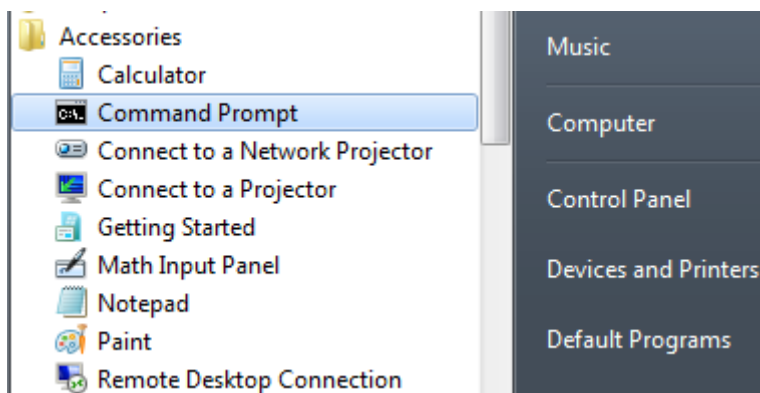 Accessories
Calculator
Command Prompt
Connect to a Network Projector
Connect to a Projector
Getting Started
Math Input Panel
Notepad
Paint
Remote Desktop Connection
Music
Computer
Control Panel
Devices and Printers
Default Programs